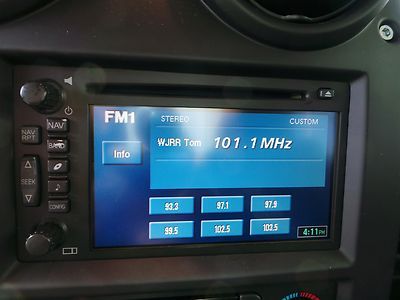 FM1
STEREO
CUSTOM
WJRR Tom 101.1 MHz
Info
93.3 97.1 97.9
99.5 102.5 103.5
4:11 PM
NAV
NAV RPT
BAND
SEEK
CONFIG